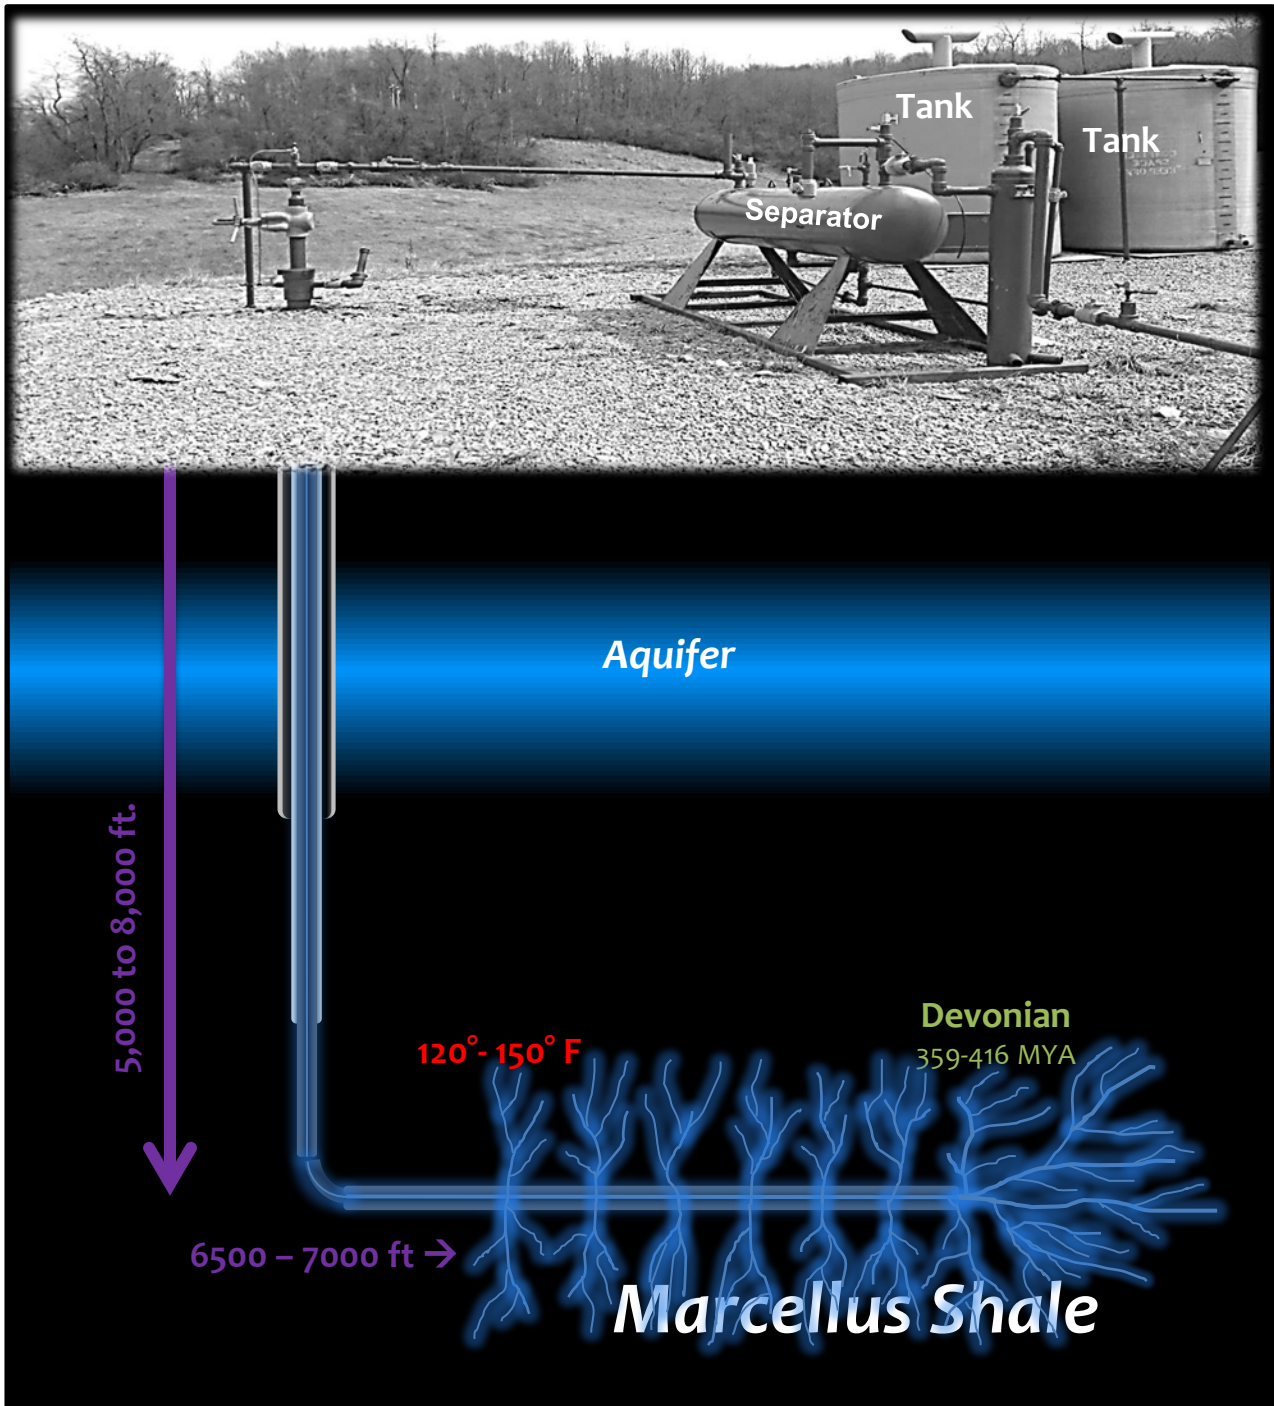 Tank
Tank
Separator
Aquifer
5,000 to 8,000 ft.
Devonian
359-416 MYA
120°- 150° F
6500 – 7000 ft →
Marcellus Shale